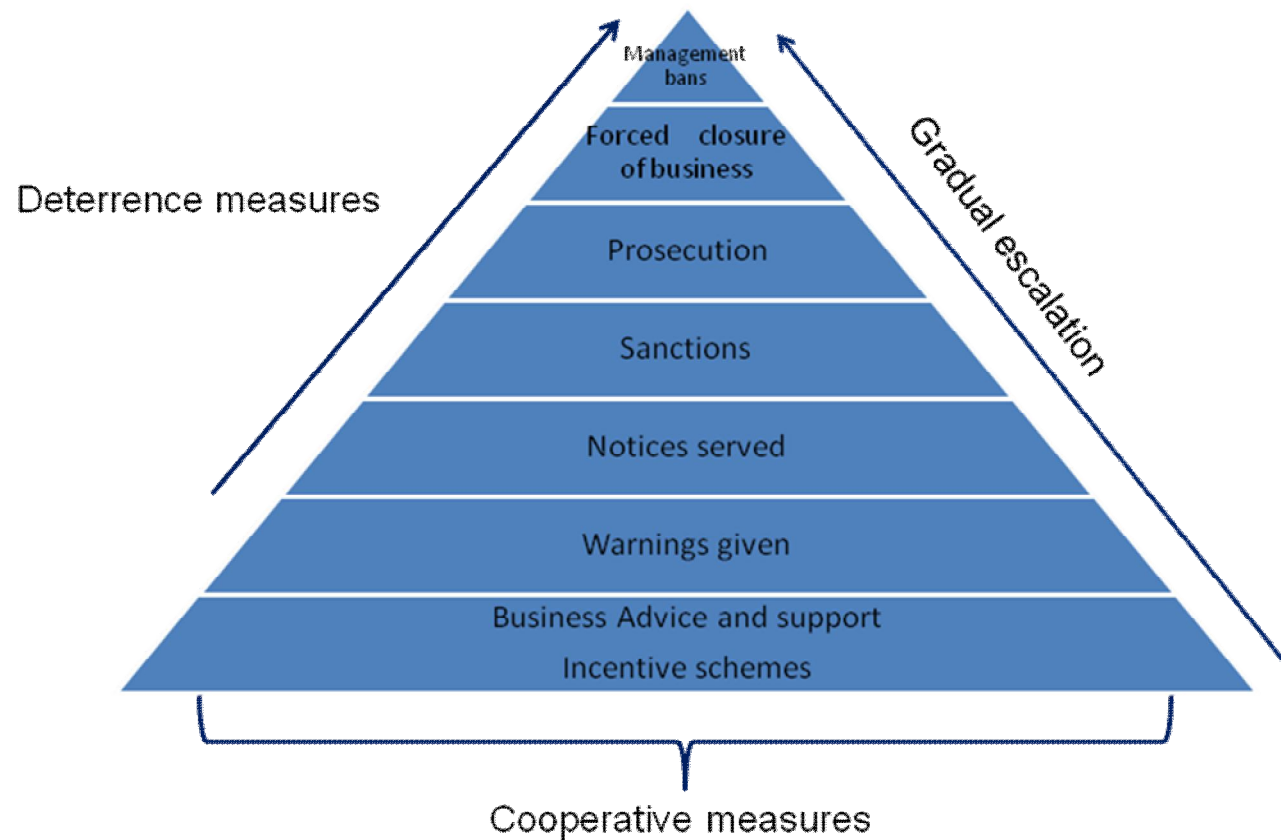 Management
bans
Forced closure
of business
Deterrence measures
Gradual escalation
Prosecution
Sanctions
Notices served
Warnings given
Business Advice and support
Incentive schemes
Cooperative measures